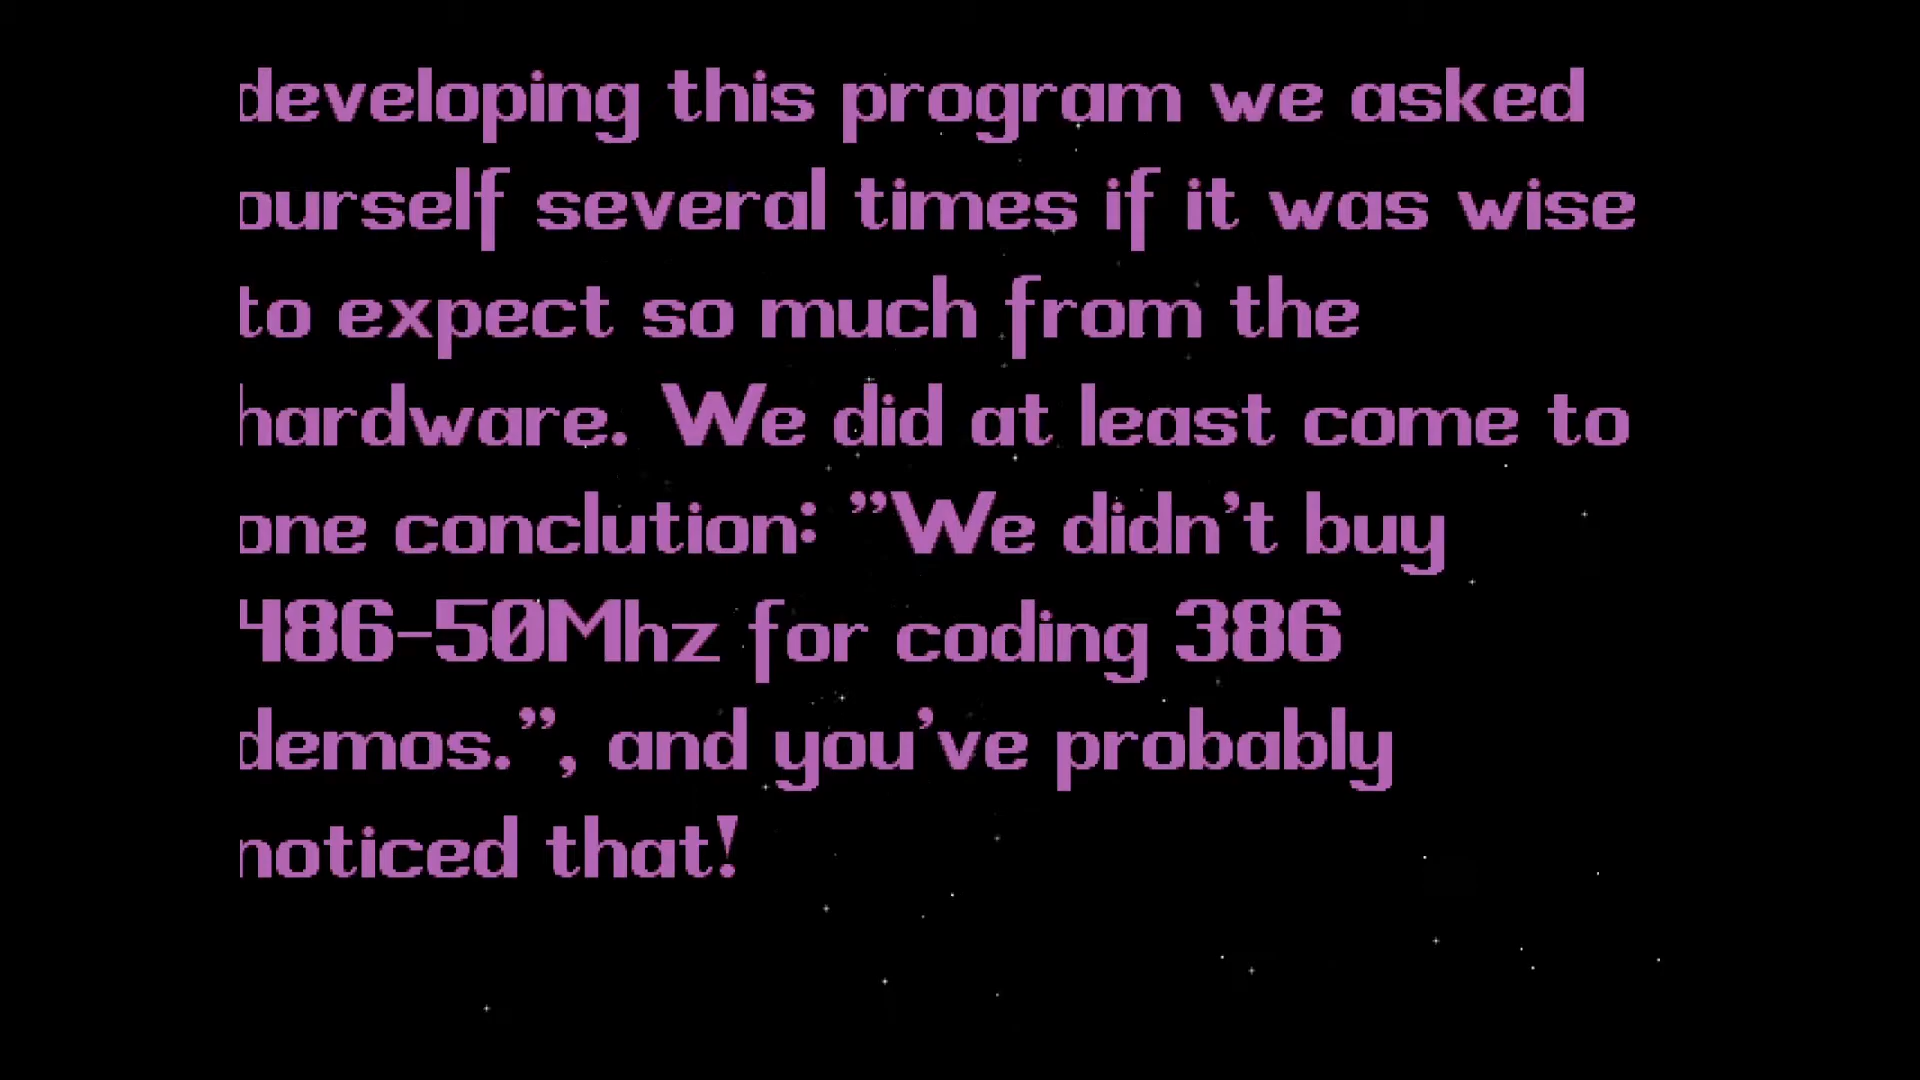 developing this program we asked
ourself several times if it was wise
to expect so much from the
hardware. We did at least come to
one conclution: ”We didn’t buy
486-50Mhz for coding 386
demos.”, and you’ve probably
noticed that!